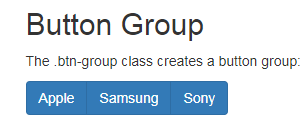 Button Group
The .btn-group class creates a button group:
Apple Samsung Sony